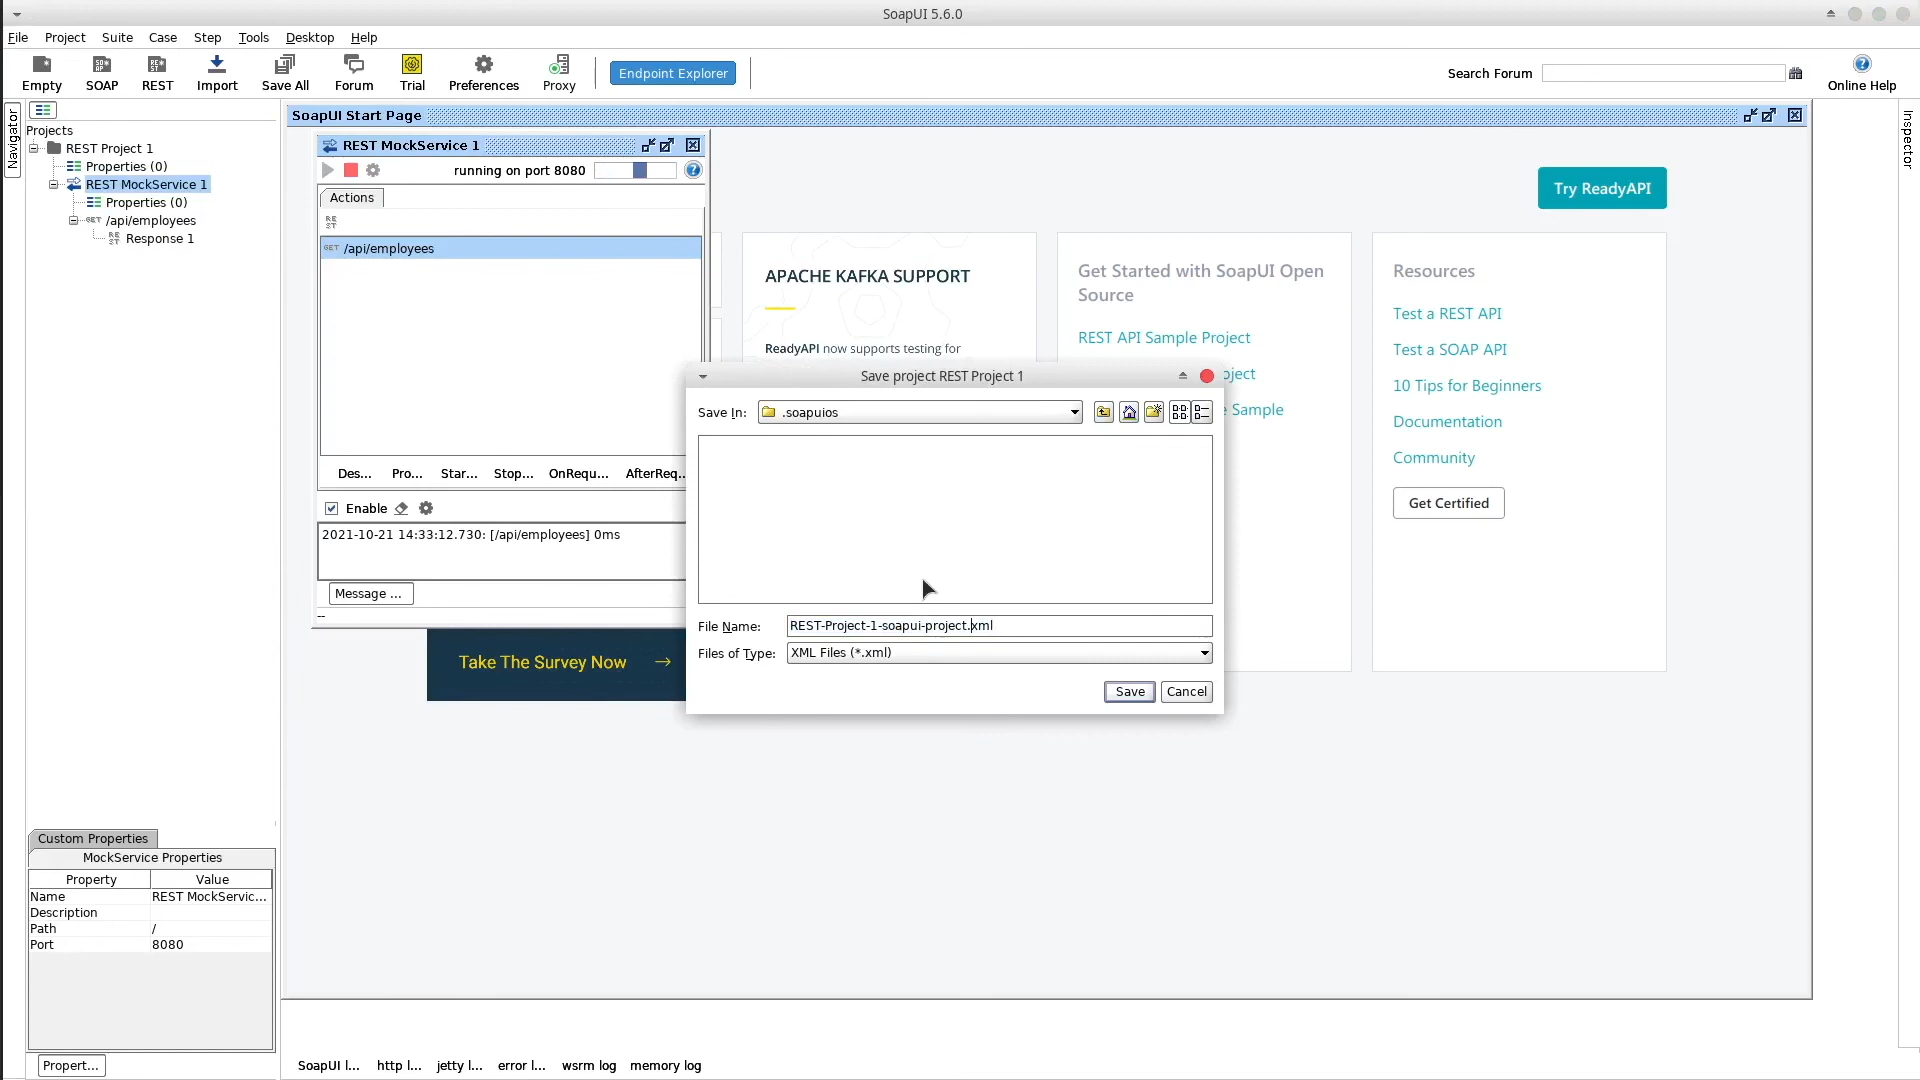 SoapUI 5.6.0
File Project Suite Case Step Tools Desktop Help
Empty SOAP REST Import Save All Forum Trial Preferences Proxy Endpoint Explorer Search Forum Online Help
Navigator
Inspector
Projects
REST Project 1
Properties (0)
REST MockService 1
Properties (0)
GET /api/employees
REST Response 1
SoapUI Start Page
REST MockService 1
running on port 8080
Actions
REST
GET /api/employees
Des... Pro... Star... Stop... OnRequ... AfterReq...
Enable
2021-10-21 14:33:12.730: [/api/employees] 0ms
Message ...
--
Take The Survey Now →
Try ReadyAPI
APACHE KAFKA SUPPORT
ReadyAPI now supports testing for
Get Started with SoapUI Open
Source
REST API Sample Project
oject
e Sample
Resources
Test a REST API
Test a SOAP API
10 Tips for Beginners
Documentation
Community
Get Certified
Save project REST Project 1
Save In: .soapuios
File Name: REST-Project-1-soapui-project.xml
Files of Type: XML Files (*.xml)
Save Cancel
Custom Properties
MockService Properties
Property Value
Name REST MockServic...
Description
Path /
Port 8080
Propert...
SoapUI l... http l... jetty l... error l... wsrm log memory log